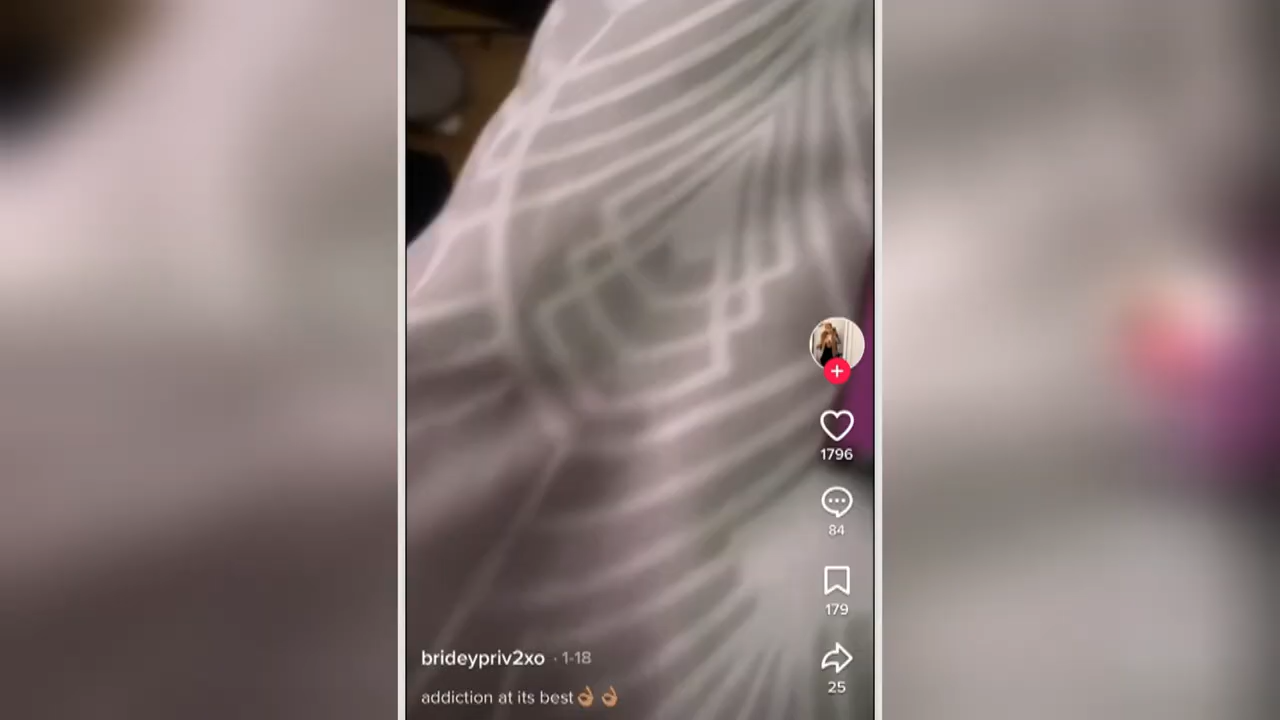 1796
84
179
25
brideypriv2xo · 1-18
addiction at its best👌🏽👌🏽